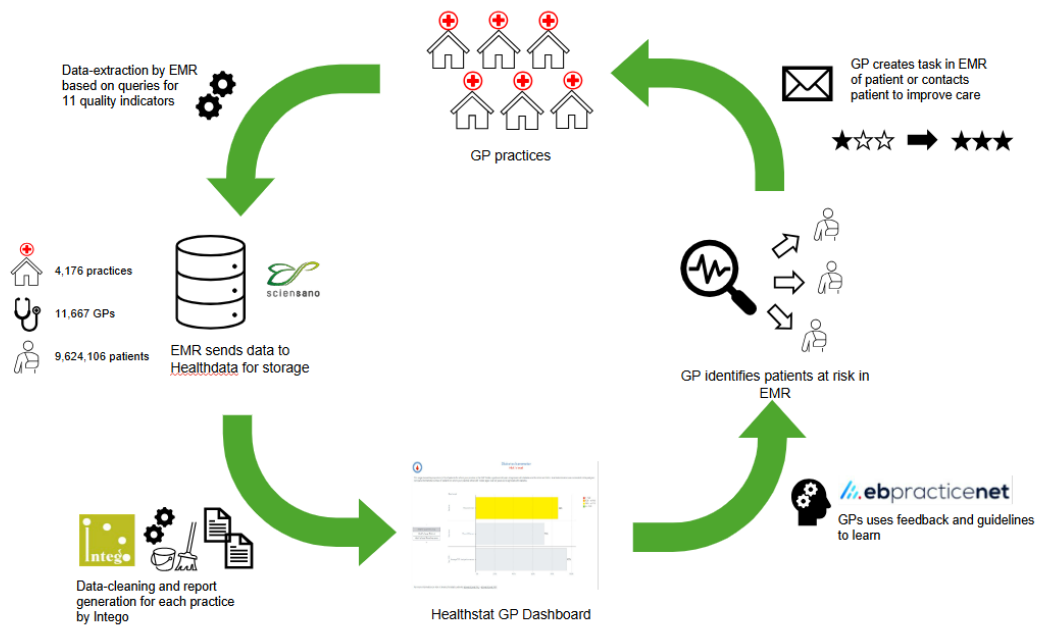 Data-extraction by EMR
based on queries for
11 quality indicators
GP practices
GP creates task in EMR
of patient or contacts
patient to improve care
4,176 practices
11,667 GPs
9,624,106 patients
sciensano
EMR sends data to
Healthdata for storage
GP identifies patients at risk in
EMR
Intego
Data-cleaning and report
generation for each practice
by Intego
Healthstat GP Dashboard
ebpracticenet
GPs uses feedback and guidelines
to learn